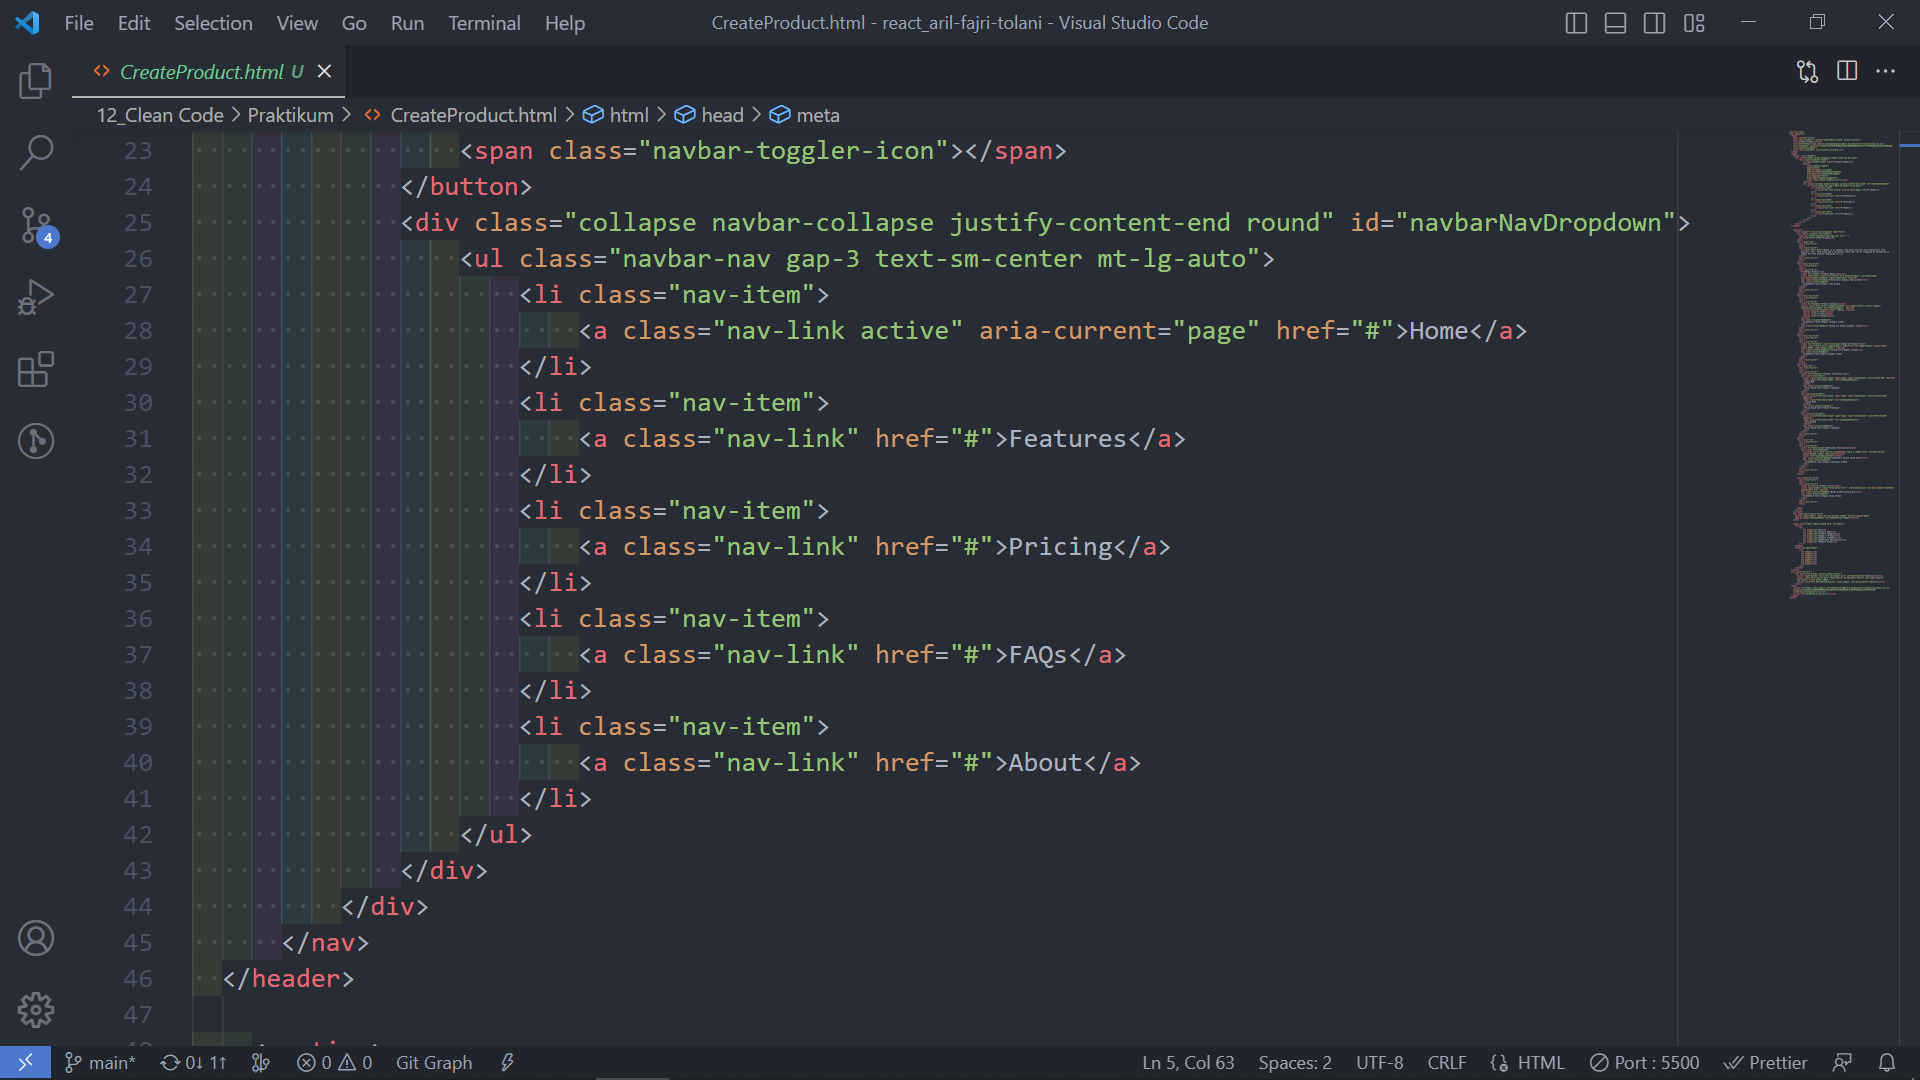 File Edit Selection View Go Run Terminal Help
CreateProduct.html - react_aril-fajri-tolani - Visual Studio Code
CreateProduct.html U
12_Clean Code > Praktikum > CreateProduct.html > html > head > meta
23 <span class="navbar-toggler-icon"></span>
24 </button>
25 <div class="collapse navbar-collapse justify-content-end round" id="navbarNavDropdown">
26 <ul class="navbar-nav gap-3 text-sm-center mt-lg-auto">
27 <li class="nav-item">
28 <a class="nav-link active" aria-current="page" href="#">Home</a>
29 </li>
30 <li class="nav-item">
31 <a class="nav-link" href="#">Features</a>
32 </li>
33 <li class="nav-item">
34 <a class="nav-link" href="#">Pricing</a>
35 </li>
36 <li class="nav-item">
37 <a class="nav-link" href="#">FAQs</a>
38 </li>
39 <li class="nav-item">
40 <a class="nav-link" href="#">About</a>
41 </li>
42 </ul>
43 </div>
44 </div>
45 </nav>
46 </header>
47
4
main* 0↓ 1↑ 0 0 Git Graph
Ln 5, Col 63 Spaces: 2 UTF-8 CRLF HTML Port : 5500 Prettier